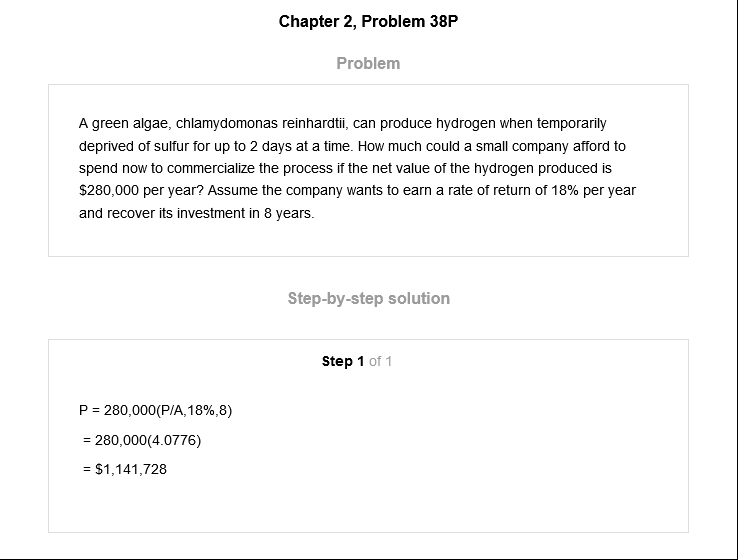 Chapter 2, Problem 38P
Problem
A green algae, chlamydomonas reinhardtii, can produce hydrogen when temporarily
deprived of sulfur for up to 2 days at a time. How much could a small company afford to
spend now to commercialize the process if the net value of the hydrogen produced is
$280,000 per year? Assume the company wants to earn a rate of return of 18% per year
and recover its investment in 8 years.
Step-by-step solution
Step 1 of 1
P = 280,000(P/A,18%,8)
= 280,000(4.0776)
= $1,141,728